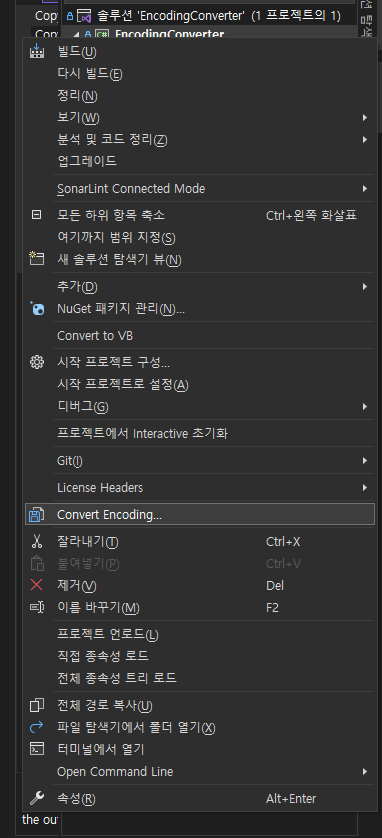 Copy
솔루션 'EncodingConverter' (1 프로젝트의 1)
EncodingConverter
빌드(U)
다시 빌드(E)
정리(N)
보기(W)
분석 및 코드 정리(Z)
업그레이드
SonarLint Connected Mode
모든 하위 항목 축소 Ctrl+왼쪽 화살표
여기까지 범위 지정(S)
새 솔루션 탐색기 뷰(N)
추가(D)
NuGet 패키지 관리(N)...
Convert to VB
시작 프로젝트 구성...
시작 프로젝트로 설정(A)
디버그(G)
프로젝트에서 Interactive 초기화
Git(I)
License Headers
Convert Encoding...
잘라내기(T) Ctrl+X
붙여넣기(P) Ctrl+V
제거(V) Del
이름 바꾸기(M) F2
프로젝트 언로드(L)
직접 종속성 로드
전체 종속성 트리 로드
전체 경로 복사(U)
파일 탐색기에서 폴더 열기(X)
터미널에서 열기
Open Command Line
속성(R) Alt+Enter
the ou